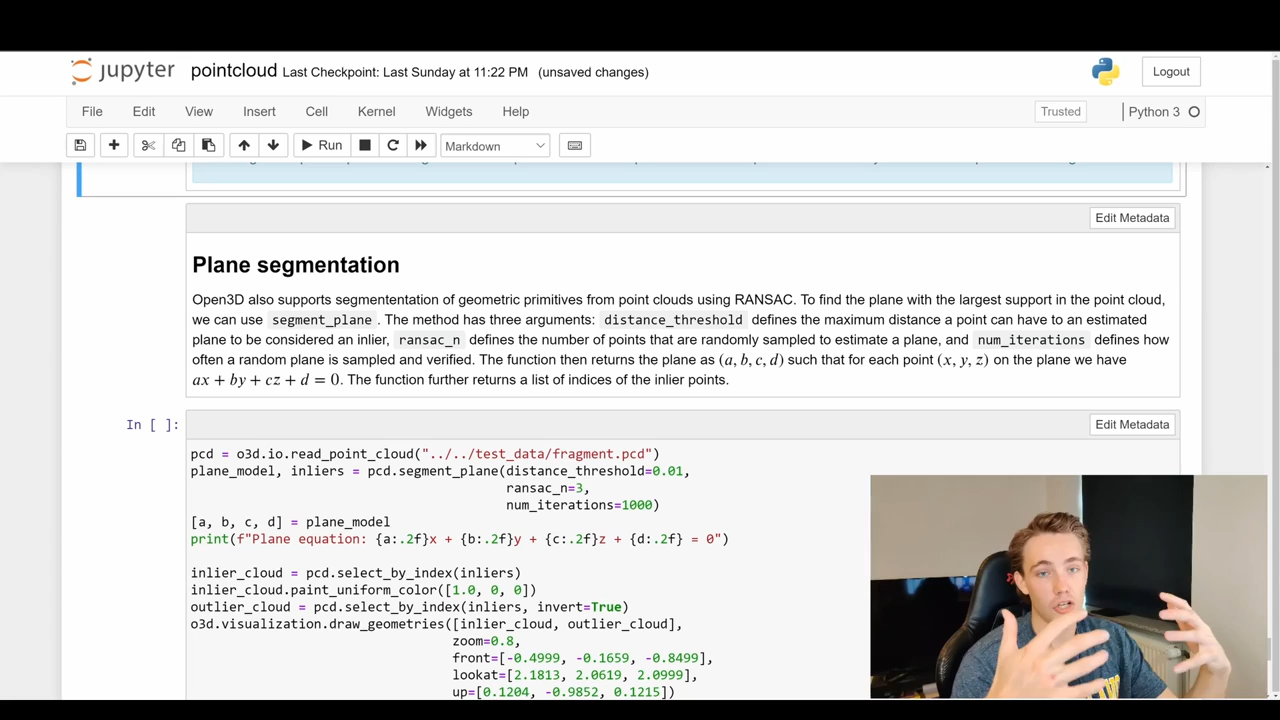 jupyter pointcloud Last Checkpoint: Last Sunday at 11:22 PM (unsaved changes) Logout
File Edit View Insert Cell Kernel Widgets Help Trusted Python 3
Run Markdown
Edit Metadata
Plane segmentation
Open3D also supports segmententation of geometric primitives from point clouds using RANSAC. To find the plane with the largest support in the point cloud,
we can use segment_plane . The method has three arguments: distance_threshold defines the maximum distance a point can have to an estimated
plane to be considered an inlier, ransac_n defines the number of points that are randomly sampled to estimate a plane, and num_iterations defines how
often a random plane is sampled and verified. The function then returns the plane as (a, b, c, d) such that for each point (x, y, z) on the plane we have
ax + by + cz + d = 0. The function further returns a list of indices of the inlier points.
Edit Metadata
In [ ]:
pcd = o3d.io.read_point_cloud("../../test_data/fragment.pcd")
plane_model, inliers = pcd.segment_plane(distance_threshold=0.01,
ransac_n=3,
num_iterations=1000)
[a, b, c, d] = plane_model
print(f"Plane equation: {a:.2f}x + {b:.2f}y + {c:.2f}z + {d:.2f} = 0")
inlier_cloud = pcd.select_by_index(inliers)
inlier_cloud.paint_uniform_color([1.0, 0, 0])
outlier_cloud = pcd.select_by_index(inliers, invert=True)
o3d.visualization.draw_geometries([inlier_cloud, outlier_cloud],
zoom=0.8,
front=[-0.4999, -0.1659, -0.8499],
lookat=[2.1813, 2.0619, 2.0999],
up=[0.1204, -0.9852, 0.1215])